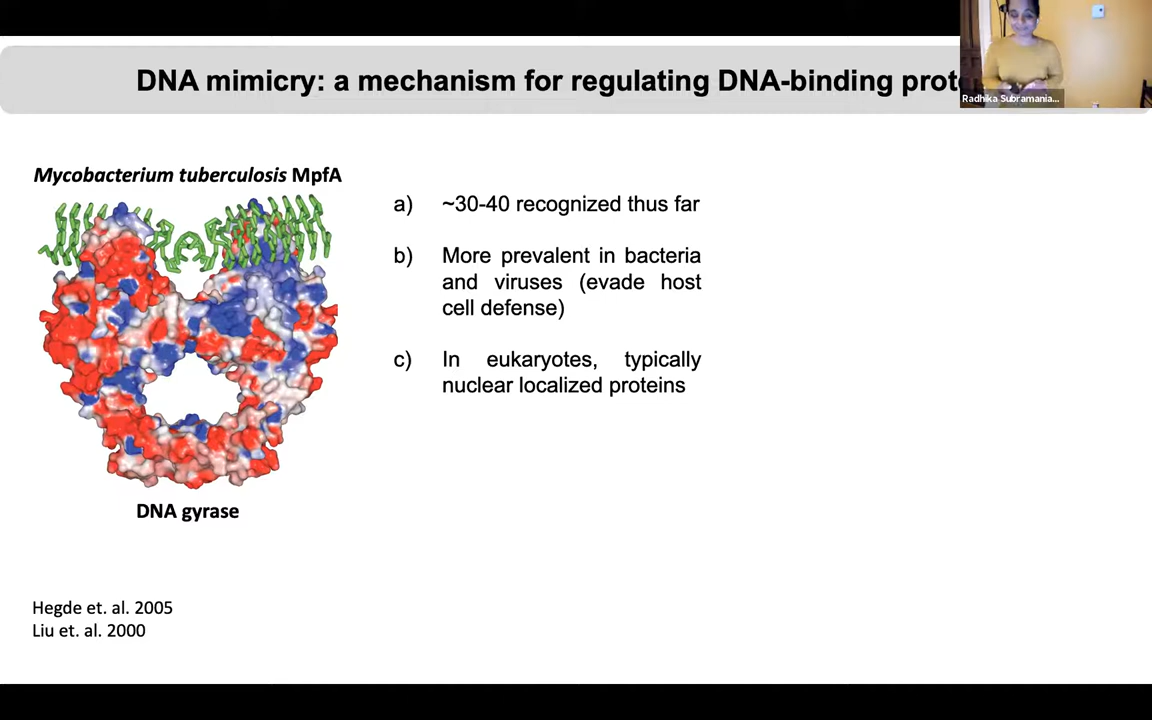 DNA mimicry: a mechanism for regulating DNA-binding
Radhika Subramania...
Mycobacterium tuberculosis MpfA
a) ~30-40 recognized thus far
b) More prevalent in bacteria
and viruses (evade host
cell defense)
c) In eukaryotes, typically
nuclear localized proteins
DNA gyrase
Hegde et. al. 2005
Liu et. al. 2000